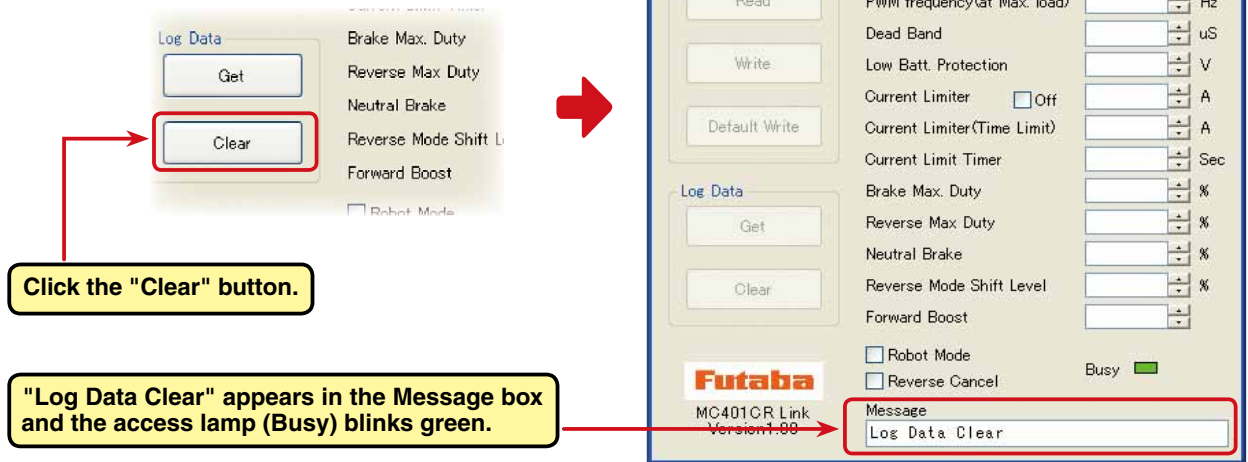 Log Data
Get
Clear
Brake Max. Duty
Reverse Max Duty
Neutral Brake
Reverse Mode Shift
Forward Boost
Robot Mode
Click the "Clear" button.
"Log Data Clear" appears in the Message box
and the access lamp (Busy) blinks green.
Read
Write
Default Write
Log Data
Get
Clear
Futaba
MC401CR Link
PWM frequency(at Max. load) Hz
Dead Band uS
Low Batt. Protection V
Current Limiter Off A
Current Limiter(Time Limit) A
Current Limit Timer Sec
Brake Max. Duty %
Reverse Max Duty %
Neutral Brake %
Reverse Mode Shift Level %
Forward Boost
Robot Mode
Reverse Cancel
Busy
Message
Log Data Clear